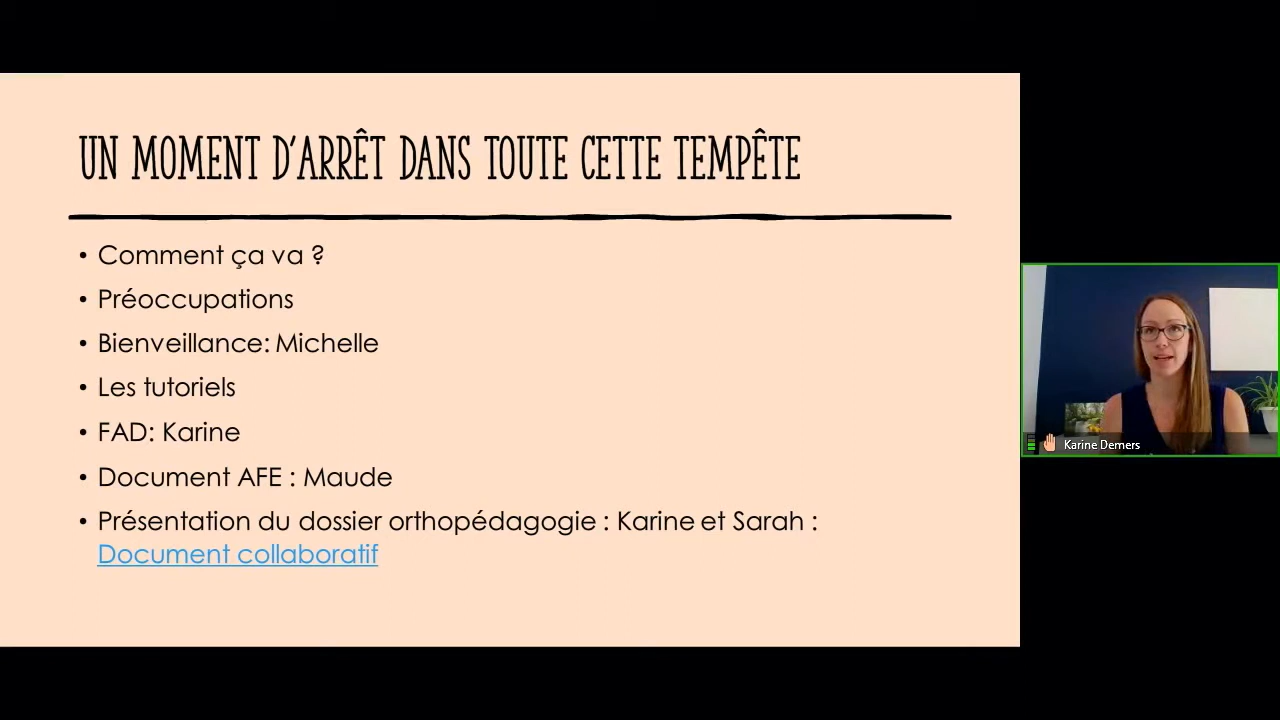 UN MOMENT D'ARRÊT DANS TOUTE CETTE TEMPÊTE
• Comment ça va ?
• Préoccupations
• Bienveillance: Michelle
• Les tutoriels
• FAD: Karine
• Document AFE : Maude
• Présentation du dossier orthopédagogie : Karine et Sarah :
Document collaboratif
Karine Demers